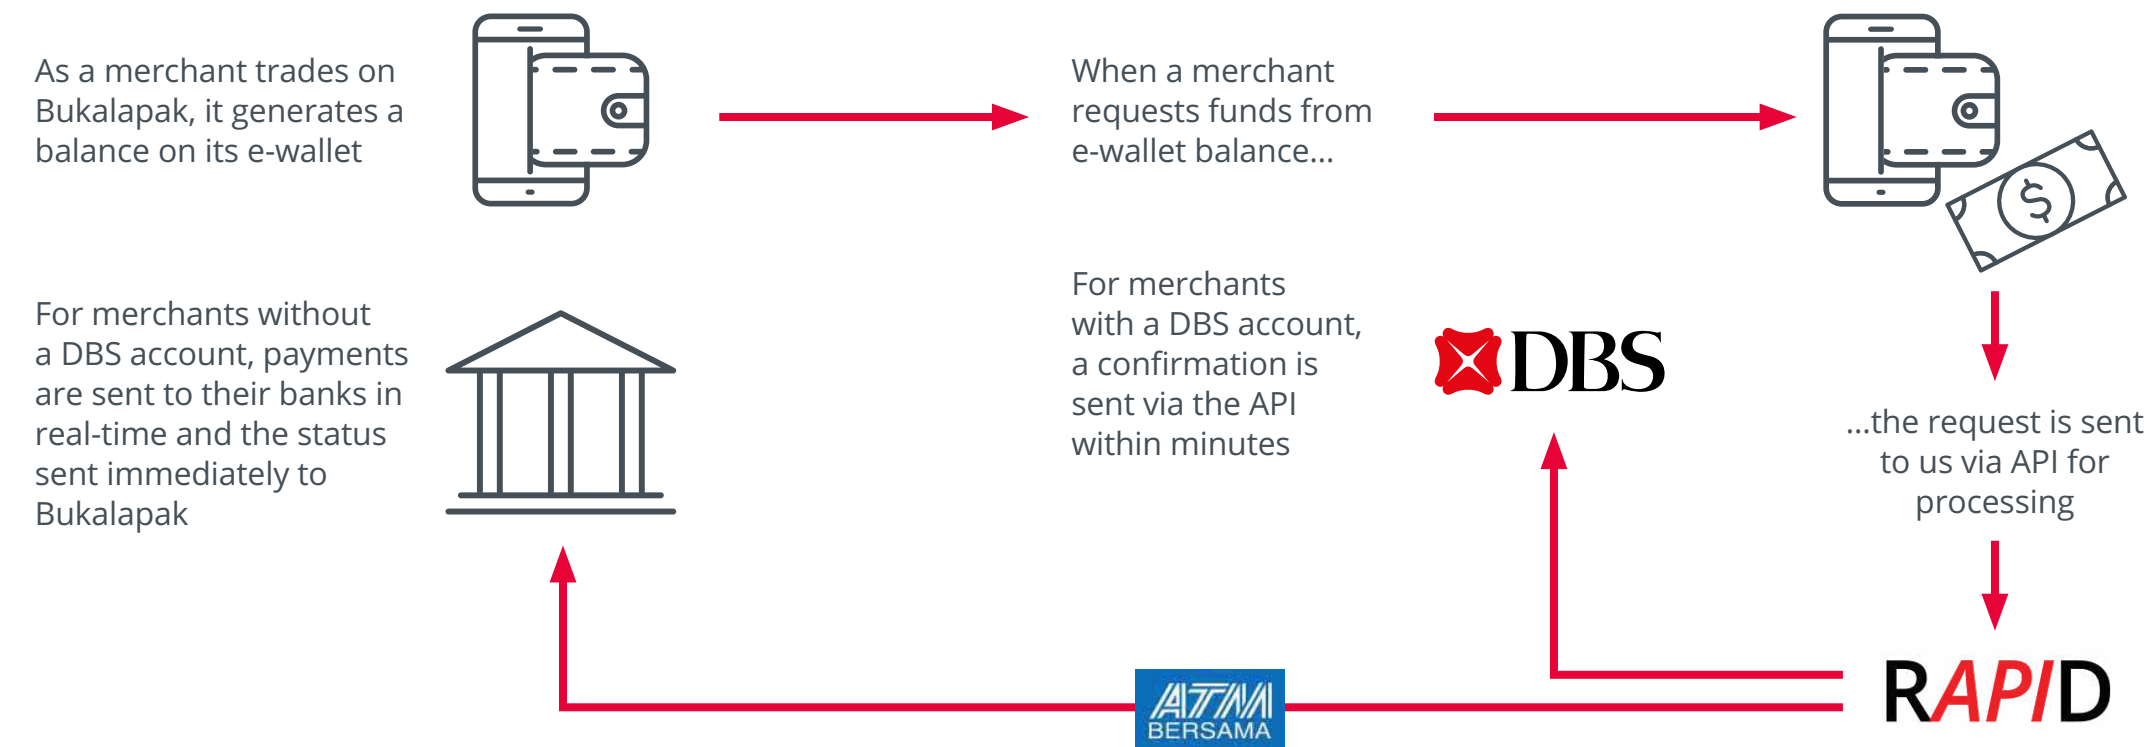 As a merchant trades on
Bukalapak, it generates a
balance on its e-wallet
When a merchant
requests funds from
e-wallet balance...
$
...the request is sent
to us via API for
processing
RAPID
For merchants
with a DBS account,
a confirmation is
sent via the API
within minutes
DBS
ATM
BERSAMA
For merchants without
a DBS account, payments
are sent to their banks in
real-time and the status
sent immediately to
Bukalapak